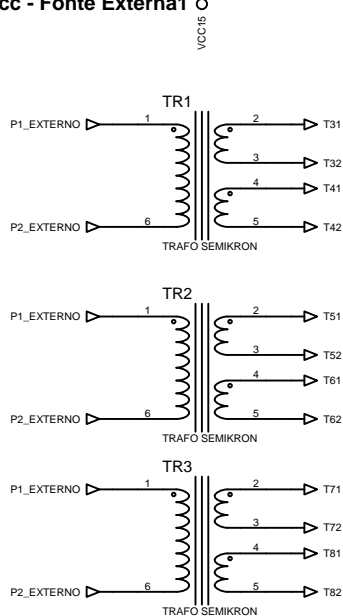 cc - Fonte Externa1
VCC15
TR1
P1_EXTERNO 1 2 T31
3 T32
4 T41
P2_EXTERNO 6 5 T42
TRAFO SEMIKRON
TR2
P1_EXTERNO 1 2 T51
3 T52
4 T61
P2_EXTERNO 6 5 T62
TRAFO SEMIKRON
TR3
P1_EXTERNO 1 2 T71
3 T72
4 T81
P2_EXTERNO 6 5 T82
TRAFO SEMIKRON